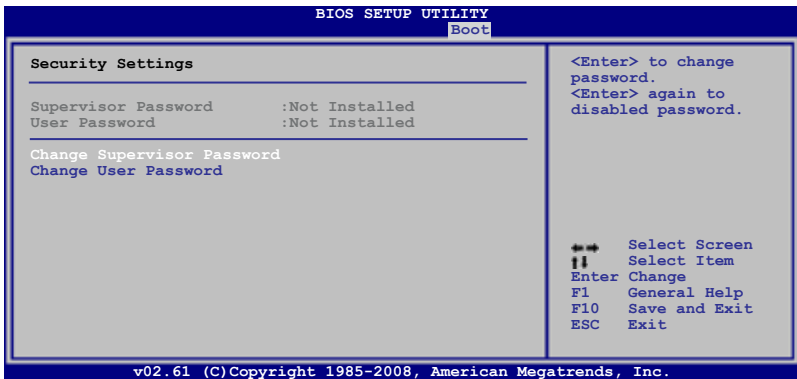 BIOS SETUP UTILITY
Boot
Security Settings
Supervisor Password :Not Installed
User Password :Not Installed
Change Supervisor Password
Change User Password
<Enter> to change
password.
<Enter> again to
disabled password.
←→ Select Screen
↑↓ Select Item
Enter Change
F1 General Help
F10 Save and Exit
ESC Exit
v02.61 (C)Copyright 1985-2008, American Megatrends, Inc.